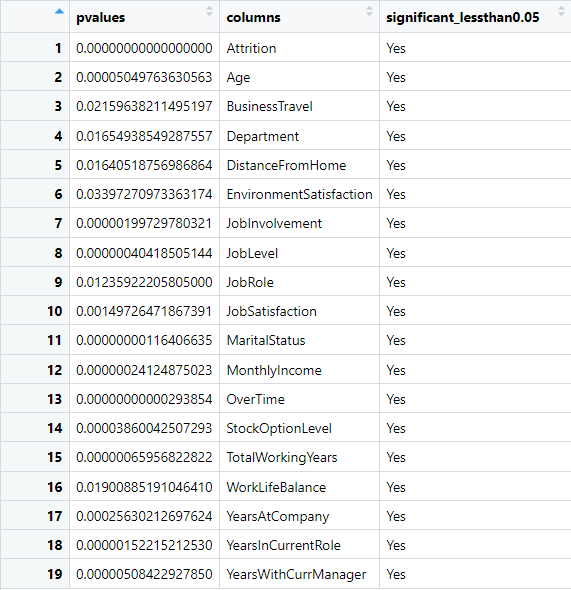 pvalues columns significant_lessthan0.05
1 0.00000000000000000 Attrition Yes
2 0.00005049763630563 Age Yes
3 0.02159638211495197 BusinessTravel Yes
4 0.01654938549287557 Department Yes
5 0.01640518756986864 DistanceFromHome Yes
6 0.03397270973363174 EnvironmentSatisfaction Yes
7 0.00000199729780321 JobInvolvement Yes
8 0.00000040418505144 JobLevel Yes
9 0.01235922205805000 JobRole Yes
10 0.00149726471867391 JobSatisfaction Yes
11 0.00000000116406635 MaritalStatus Yes
12 0.00000024124875023 MonthlyIncome Yes
13 0.00000000000293854 OverTime Yes
14 0.00003860042507293 StockOptionLevel Yes
15 0.00000065956822822 TotalWorkingYears Yes
16 0.01900885191046410 WorkLifeBalance Yes
17 0.00025630212697624 YearsAtCompany Yes
18 0.00000152215212530 YearsInCurrentRole Yes
19 0.00000508422927850 YearsWithCurrManager Yes